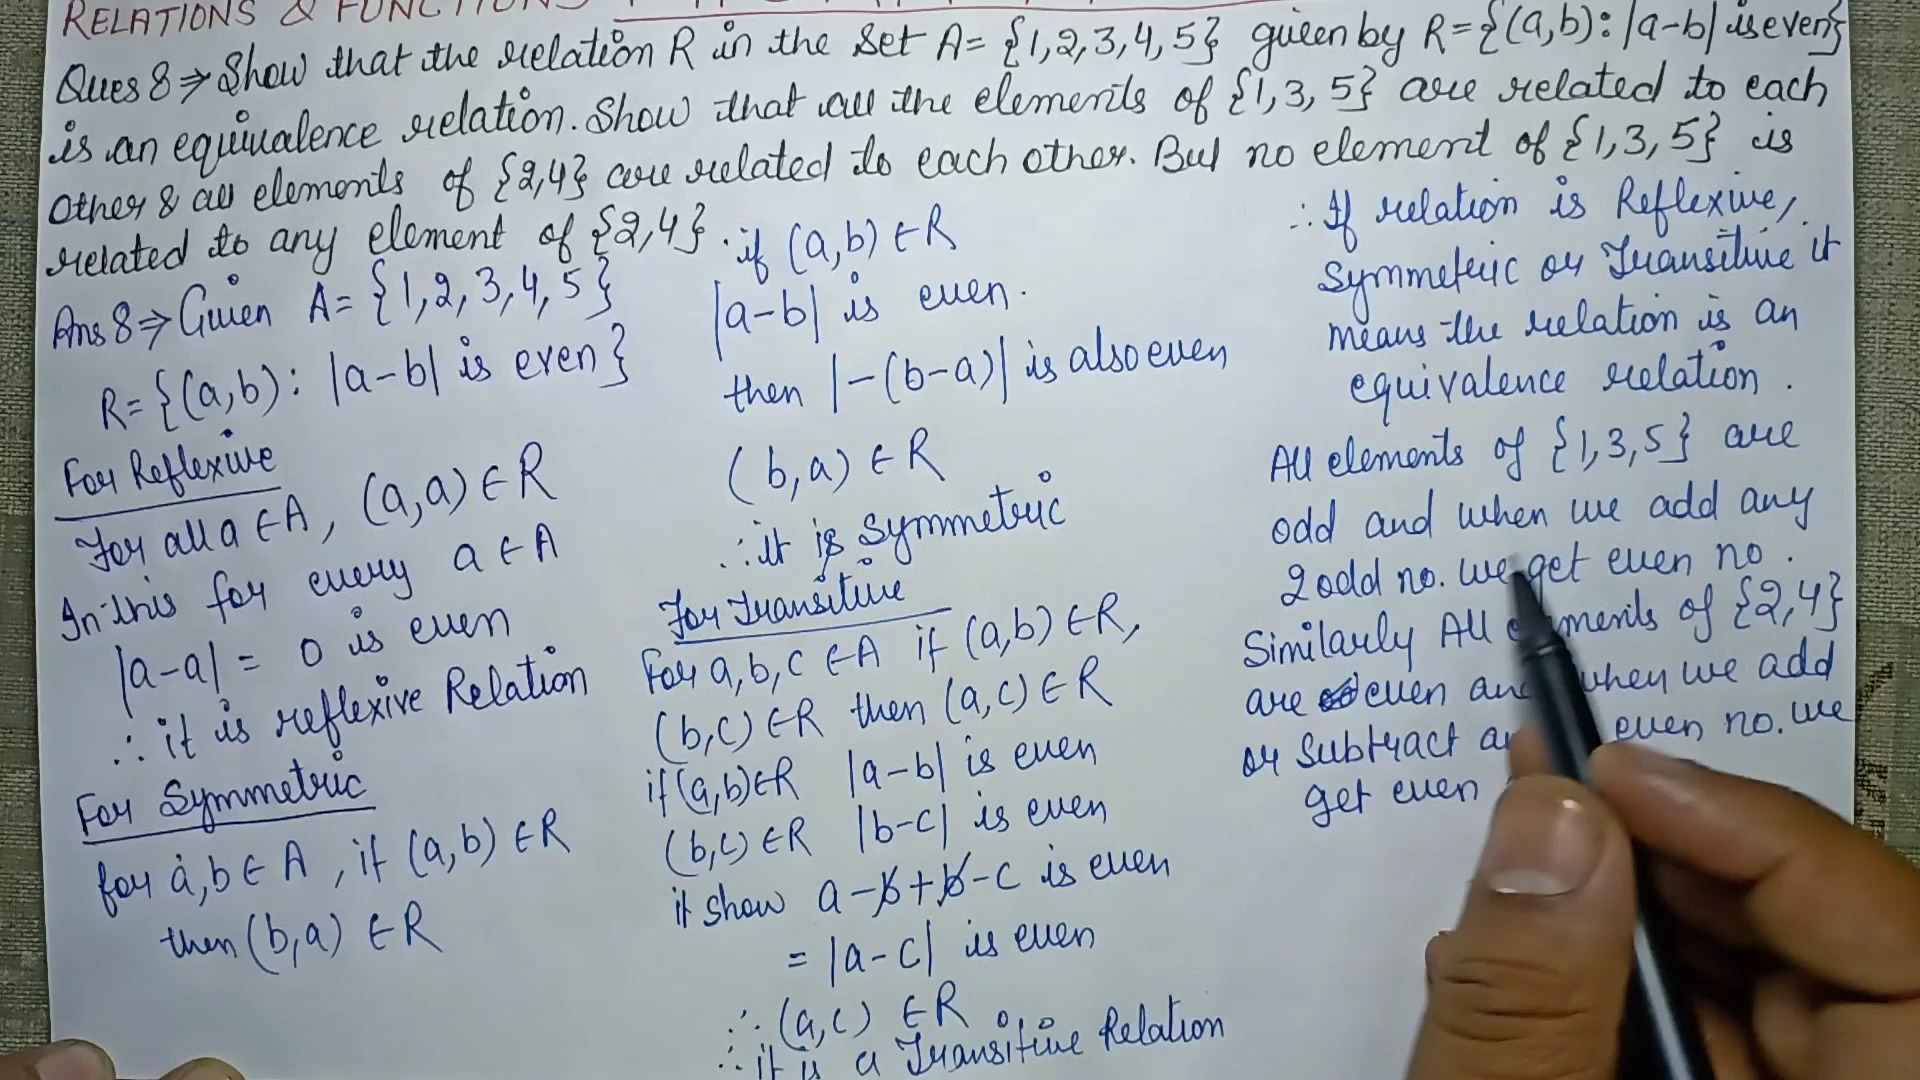 RELATIONS & FUNCTIONS
Ques 8 ⇒ Show that the relation R in the Set A = {1,2,3,4,5} given by R = {(a,b) : |a-b| is even}
is an equivalence relation. Show that all the elements of {1,3,5} are related to each
other & all elements of {2,4} are related to each other. But no element of {1,3,5} is
related to any element of {2,4}.
Ans 8 ⇒ Given A = {1,2,3,4,5}
R = {(a,b) : |a-b| is even}
For Reflexive
For all a ∈ A, (a,a) ∈ R
In this for every a ∈ A
|a-a| = 0 is even
∴ it is reflexive Relation
For Symmetric
for a,b ∈ A , if (a,b) ∈ R
then (b,a) ∈ R
if (a,b) ∈ R
|a-b| is even.
then |-(b-a)| is also even
(b,a) ∈ R
∴ it is Symmetric
For Transitive
For a,b,c ∈ A if (a,b) ∈ R,
(b,c) ∈ R then (a,c) ∈ R
if (a,b) ∈ R |a-b| is even
(b,c) ∈ R |b-c| is even
it show a-b+b-c is even
= |a-c| is even
∴ (a,c) ∈ R
∴ it is a Transitive Relation
∴ If relation is Reflexive,
Symmetric or Transitive it
means the relation is an
equivalence relation.
All elements of {1,3,5} are
odd and when we add any
2 odd no. we get even no.
Similarly All of {2,4}
are even and when we add
or Subtract even no. we
get even